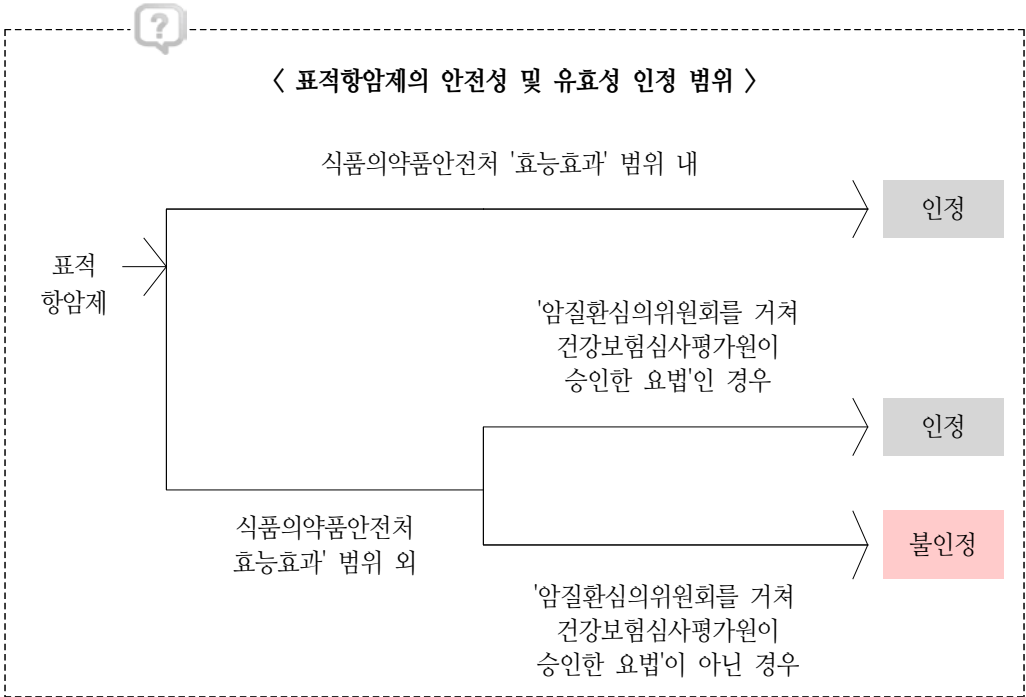 ?
< 표적항암제의 안전성 및 유효성 인정 범위 >
식품의약품안전처 '효능효과' 범위 내
인정
표적
항암제
'암질환심의위원회를 거쳐
건강보험심사평가원이
승인한 요법'인 경우
인정
식품의약품안전처
효능효과' 범위 외
불인정
'암질환심의위원회를 거쳐
건강보험심사평가원이
승인한 요법'이 아닌 경우